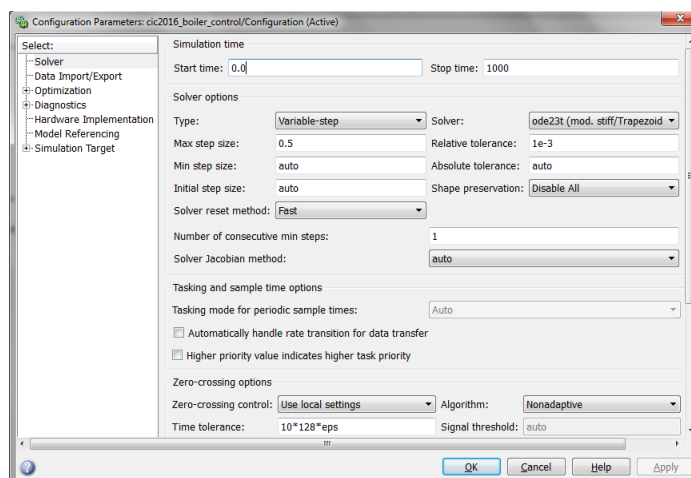 Configuration Parameters: cic2016_boiler_control/Configuration (Active)
Select:
Solver
Data Import/Export
Optimization
Diagnostics
Hardware Implementation
Model Referencing
Simulation Target
Simulation time
Start time: 0.0 Stop time: 1000
Solver options
Type: Variable-step Solver: ode23t (mod. stiff/Trapezoid
Max step size: 0.5 Relative tolerance: 1e-3
Min step size: auto Absolute tolerance: auto
Initial step size: auto Shape preservation: Disable All
Solver reset method: Fast
Number of consecutive min steps: 1
Solver Jacobian method: auto
Tasking and sample time options
Tasking mode for periodic sample times: Auto
Automatically handle rate transition for data transfer
Higher priority value indicates higher task priority
Zero-crossing options
Zero-crossing control: Use local settings Algorithm: Nonadaptive
Time tolerance: 10*128*eps Signal threshold: auto
OK Cancel Help Apply